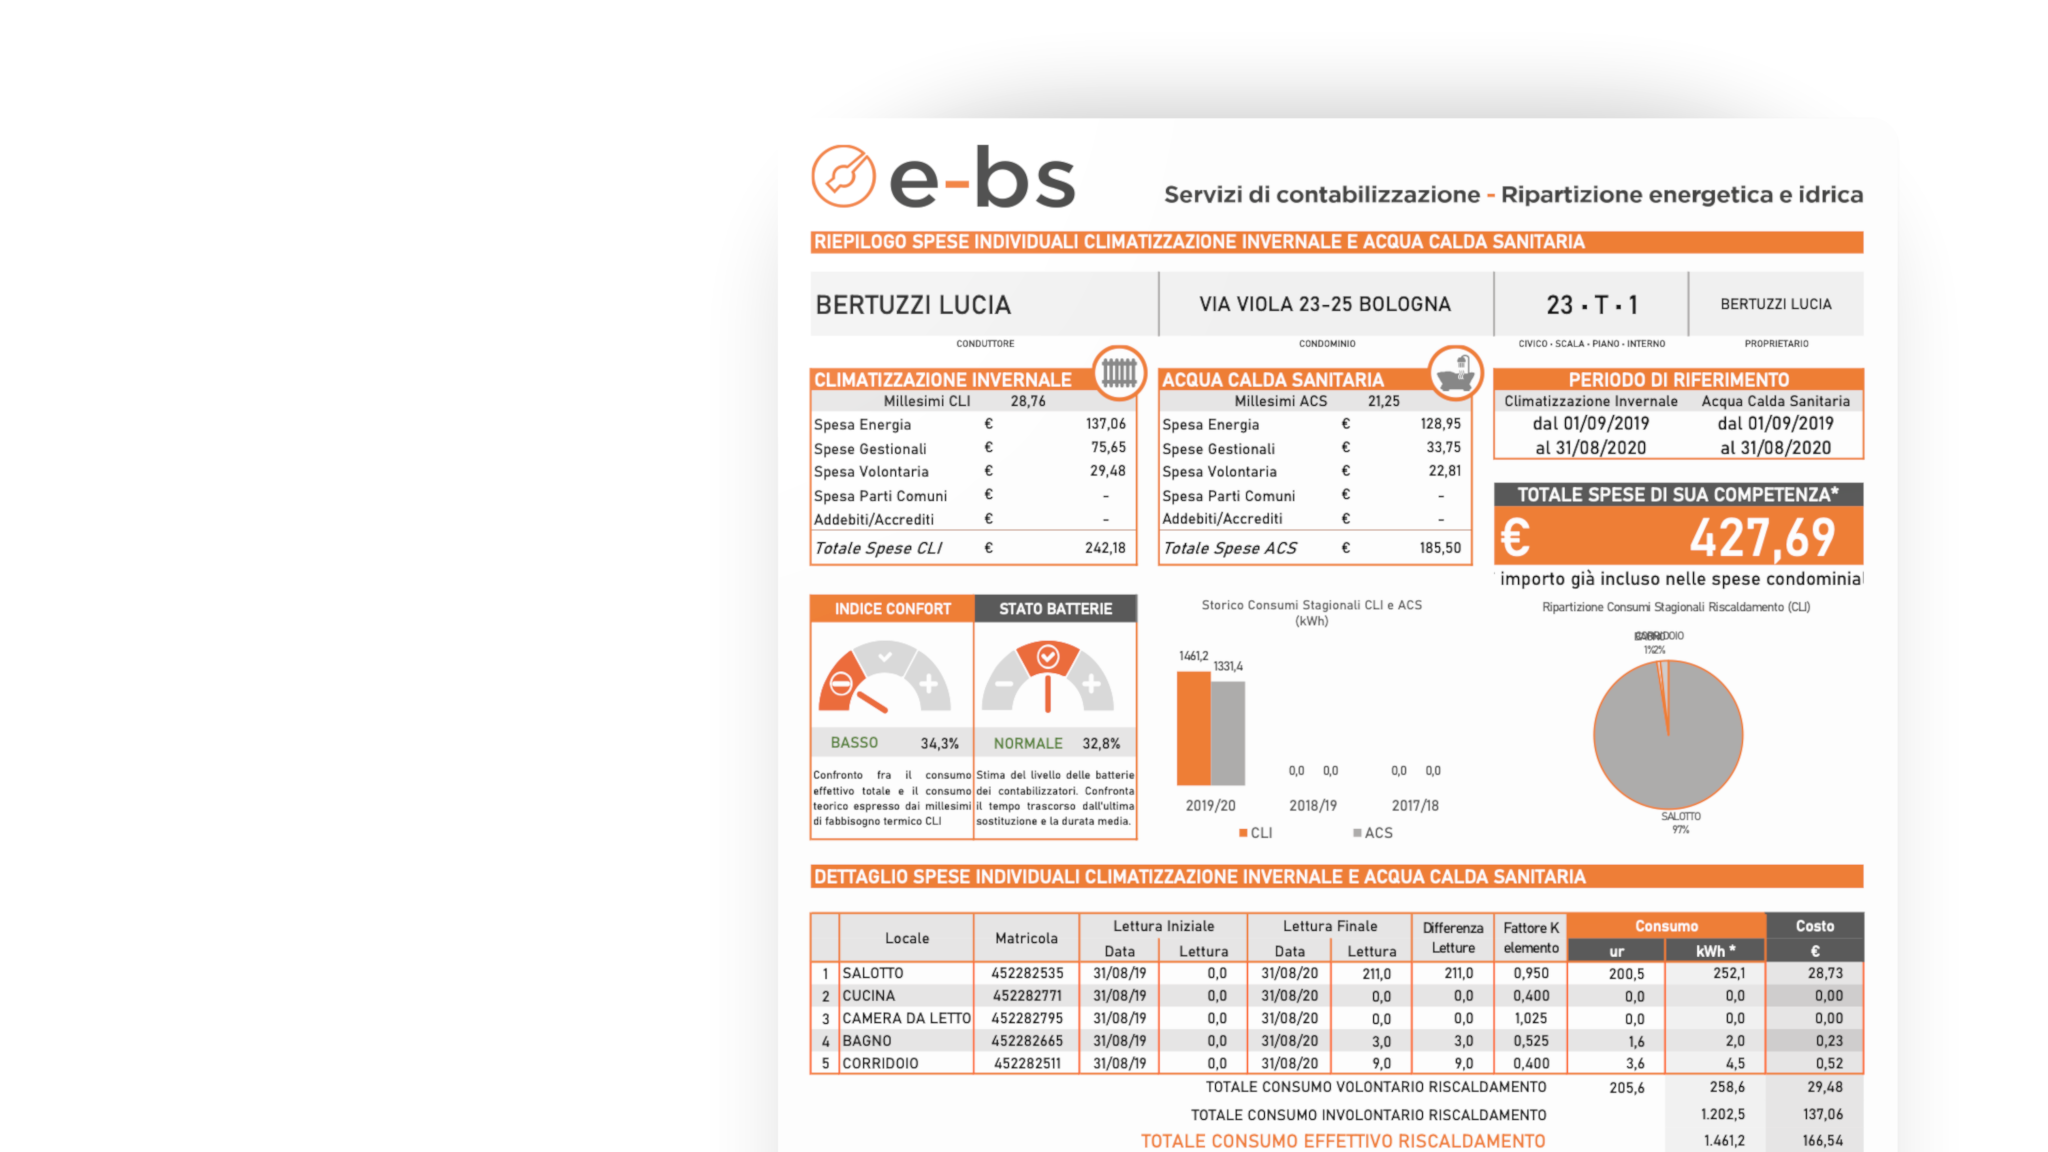 e-bs
Servizi di contabilizzazione - Ripartizione energetica e idrica
RIEPILOGO SPESE INDIVIDUALI CLIMATIZZAZIONE INVERNALE E ACQUA CALDA SANITARIA
BERTUZZI LUCIA VIA VIOLA 23-25 BOLOGNA 23 • T • 1 BERTUZZI LUCIA
CONDUTTORE CONDOMINIO CIVICO • SCALA • PIANO • INTERNO PROPRIETARIO
CLIMATIZZAZIONE INVERNALE
Millesimi CLI 28,76
Spesa Energia € 137,06
Spese Gestionali € 75,65
Spesa Volontaria € 29,48
Spesa Parti Comuni € -
Addebiti/Accrediti € -
Totale Spese CLI € 242,18
ACQUA CALDA SANITARIA
Millesimi ACS 21,25
Spesa Energia € 128,95
Spese Gestionali € 33,75
Spesa Volontaria € 22,81
Spesa Parti Comuni € -
Addebiti/Accrediti € -
Totale Spese ACS € 185,50
PERIODO DI RIFERIMENTO
Climatizzazione Invernale Acqua Calda Sanitaria
dal 01/09/2019 dal 01/09/2019
al 31/08/2020 al 31/08/2020
TOTALE SPESE DI SUA COMPETENZA*
€ 427,69
importo già incluso nelle spese condominial
INDICE CONFORT
BASSO 34,3%
Confronto fra il consumo
effettivo totale e il consumo
teorico espresso dai millesimi
di fabbisogno termico CLI
STATO BATTERIE
NORMALE 32,8%
Stima del livello delle batterie
dei contabilizzatori. Confronta
il tempo trascorso dall'ultima
sostituzione e la durata media.
Storico Consumi Stagionali CLI e ACS
(kWh)
1461,2 1331,4
0,0 0,0 0,0 0,0
2019/20 2018/19 2017/18
CLI ACS
Ripartizione Consumi Stagionali Riscaldamento (CLI)
CORRIDOIO
1% 2%
SALOTTO
97%
DETTAGLIO SPESE INDIVIDUALI CLIMATIZZAZIONE INVERNALE E ACQUA CALDA SANITARIA
Locale Matricola Lettura Iniziale Lettura Finale Differenza Letture Fattore K elemento Consumo Costo
Data Lettura Data Lettura ur kWh * €
1 SALOTTO 452282535 31/08/19 0,0 31/08/20 211,0 211,0 0,950 200,5 252,1 28,73
2 CUCINA 452282771 31/08/19 0,0 31/08/20 0,0 0,0 0,400 0,0 0,0 0,00
3 CAMERA DA LETTO 452282795 31/08/19 0,0 31/08/20 0,0 0,0 1,025 0,0 0,0 0,00
4 BAGNO 452282665 31/08/19 0,0 31/08/20 3,0 3,0 0,525 1,6 2,0 0,23
5 CORRIDOIO 452282511 31/08/19 0,0 31/08/20 9,0 9,0 0,400 3,6 4,5 0,52
TOTALE CONSUMO VOLONTARIO RISCALDAMENTO 205,6 258,6 29,48
TOTALE CONSUMO INVOLONTARIO RISCALDAMENTO 1.202,5 137,06
TOTALE CONSUMO EFFETTIVO RISCALDAMENTO 1.461,2 166,54